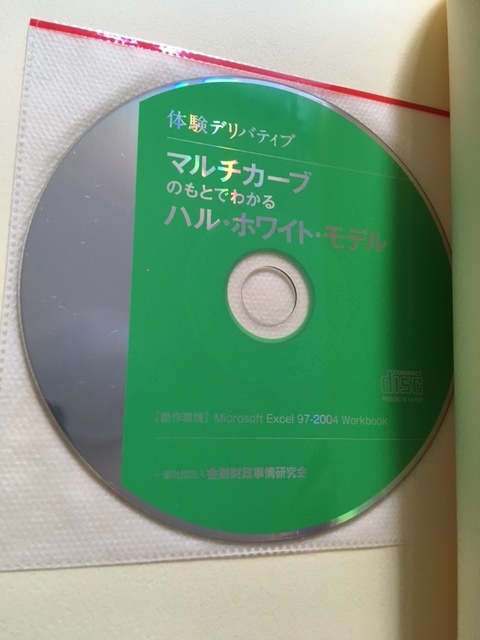 体験デリバティブ
マルチカーブ
のもとでわかる
ハル・ホワイト・モデル
COMPACT
disc
[動作環境] Microsoft Excel 97-2004 Workbook
一般社団法人 金融財政事情研究会